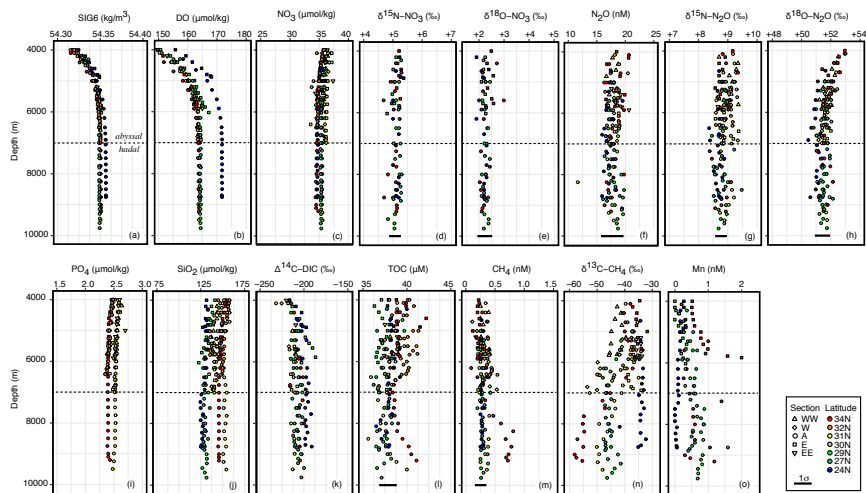 SIG6 (kg/m³) DO (µmol/kg) NO₃ (µmol/kg) δ¹⁵N–NO₃ (‰) δ¹⁸O–NO₃ (‰) N₂O (nM) δ¹⁵N–N₂O (‰) δ¹⁸O–N₂O (‰)
54.30 54.35 54.40 150 160 170 180 25 30 35 40 +4 +5 +6 +7 +1 +2 +3 +4 +5 10 15 20 25 +7 +8 +9 +10 +48 +50 +52 +54
4000
6000
abyssal
hadal
8000
10000
Depth (m)
(a) (b) (c) (d) (e) (f) (g) (h)
PO₄ (µmol/kg) SiO₂ (µmol/kg) Δ¹⁴C–DIC (‰) TOC (µM) CH₄ (nM) δ¹³C–CH₄ (‰) Mn (nM)
1.5 2.0 2.5 3.0 75 125 175 −250 −200 −150 35 40 45 0 0.5 1.0 −60 −50 −40 −30 0 1 2
4000
6000
8000
10000
Depth (m)
(i) (j) (k) (l) (m) (n) (o)
Section Latitude
WW 34N
W 32N
A 31N
E 30N
EE 29N
27N
24N
1σ